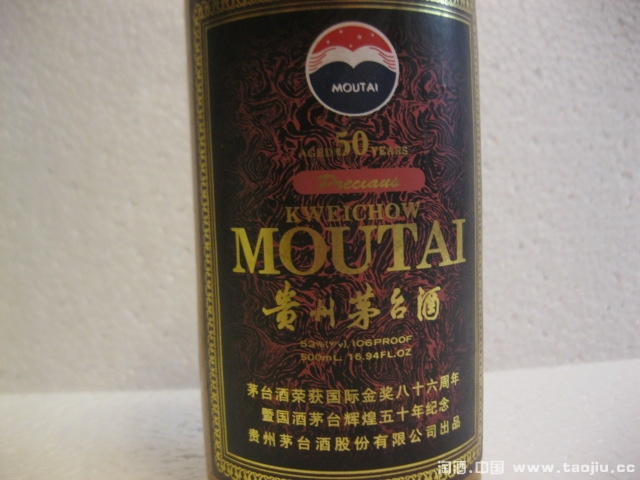 MOUTAI
AGED 50 YEARS
Precious
KWEICHOW
MOUTAI
贵州茅台酒
53%(V/V), 106 PROOF
500mL, 16.94FL.OZ
茅台酒荣获国际金奖八十六周年
暨国酒茅台辉煌五十年纪念
贵州茅台酒股份有限公司出品
淘酒.中国 www.taojiu.cc